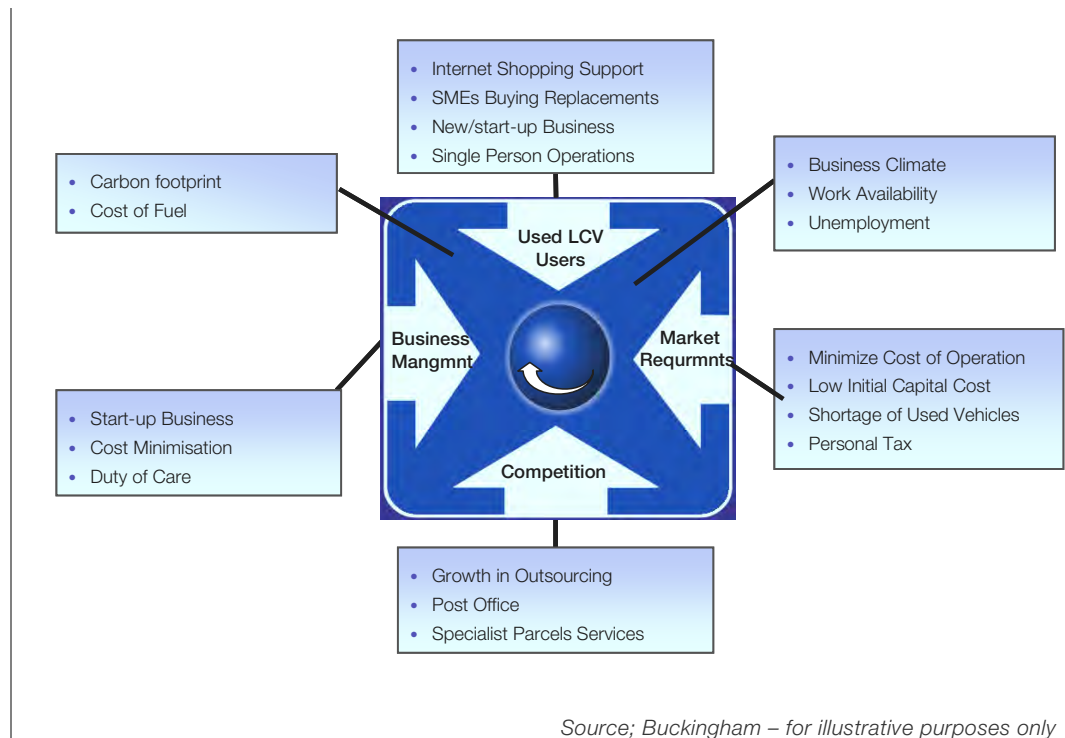 • Internet Shopping Support
• SMEs Buying Replacements
• New/start-up Business
• Single Person Operations
• Carbon footprint
• Cost of Fuel
• Business Climate
• Work Availability
• Unemployment
Used LCV
Users
Business
Mangmnt
Market
Requrmnts
• Minimize Cost of Operation
• Low Initial Capital Cost
• Shortage of Used Vehicles
• Personal Tax
• Start-up Business
• Cost Minimisation
• Duty of Care
Competition
• Growth in Outsourcing
• Post Office
• Specialist Parcels Services
Source; Buckingham – for illustrative purposes only